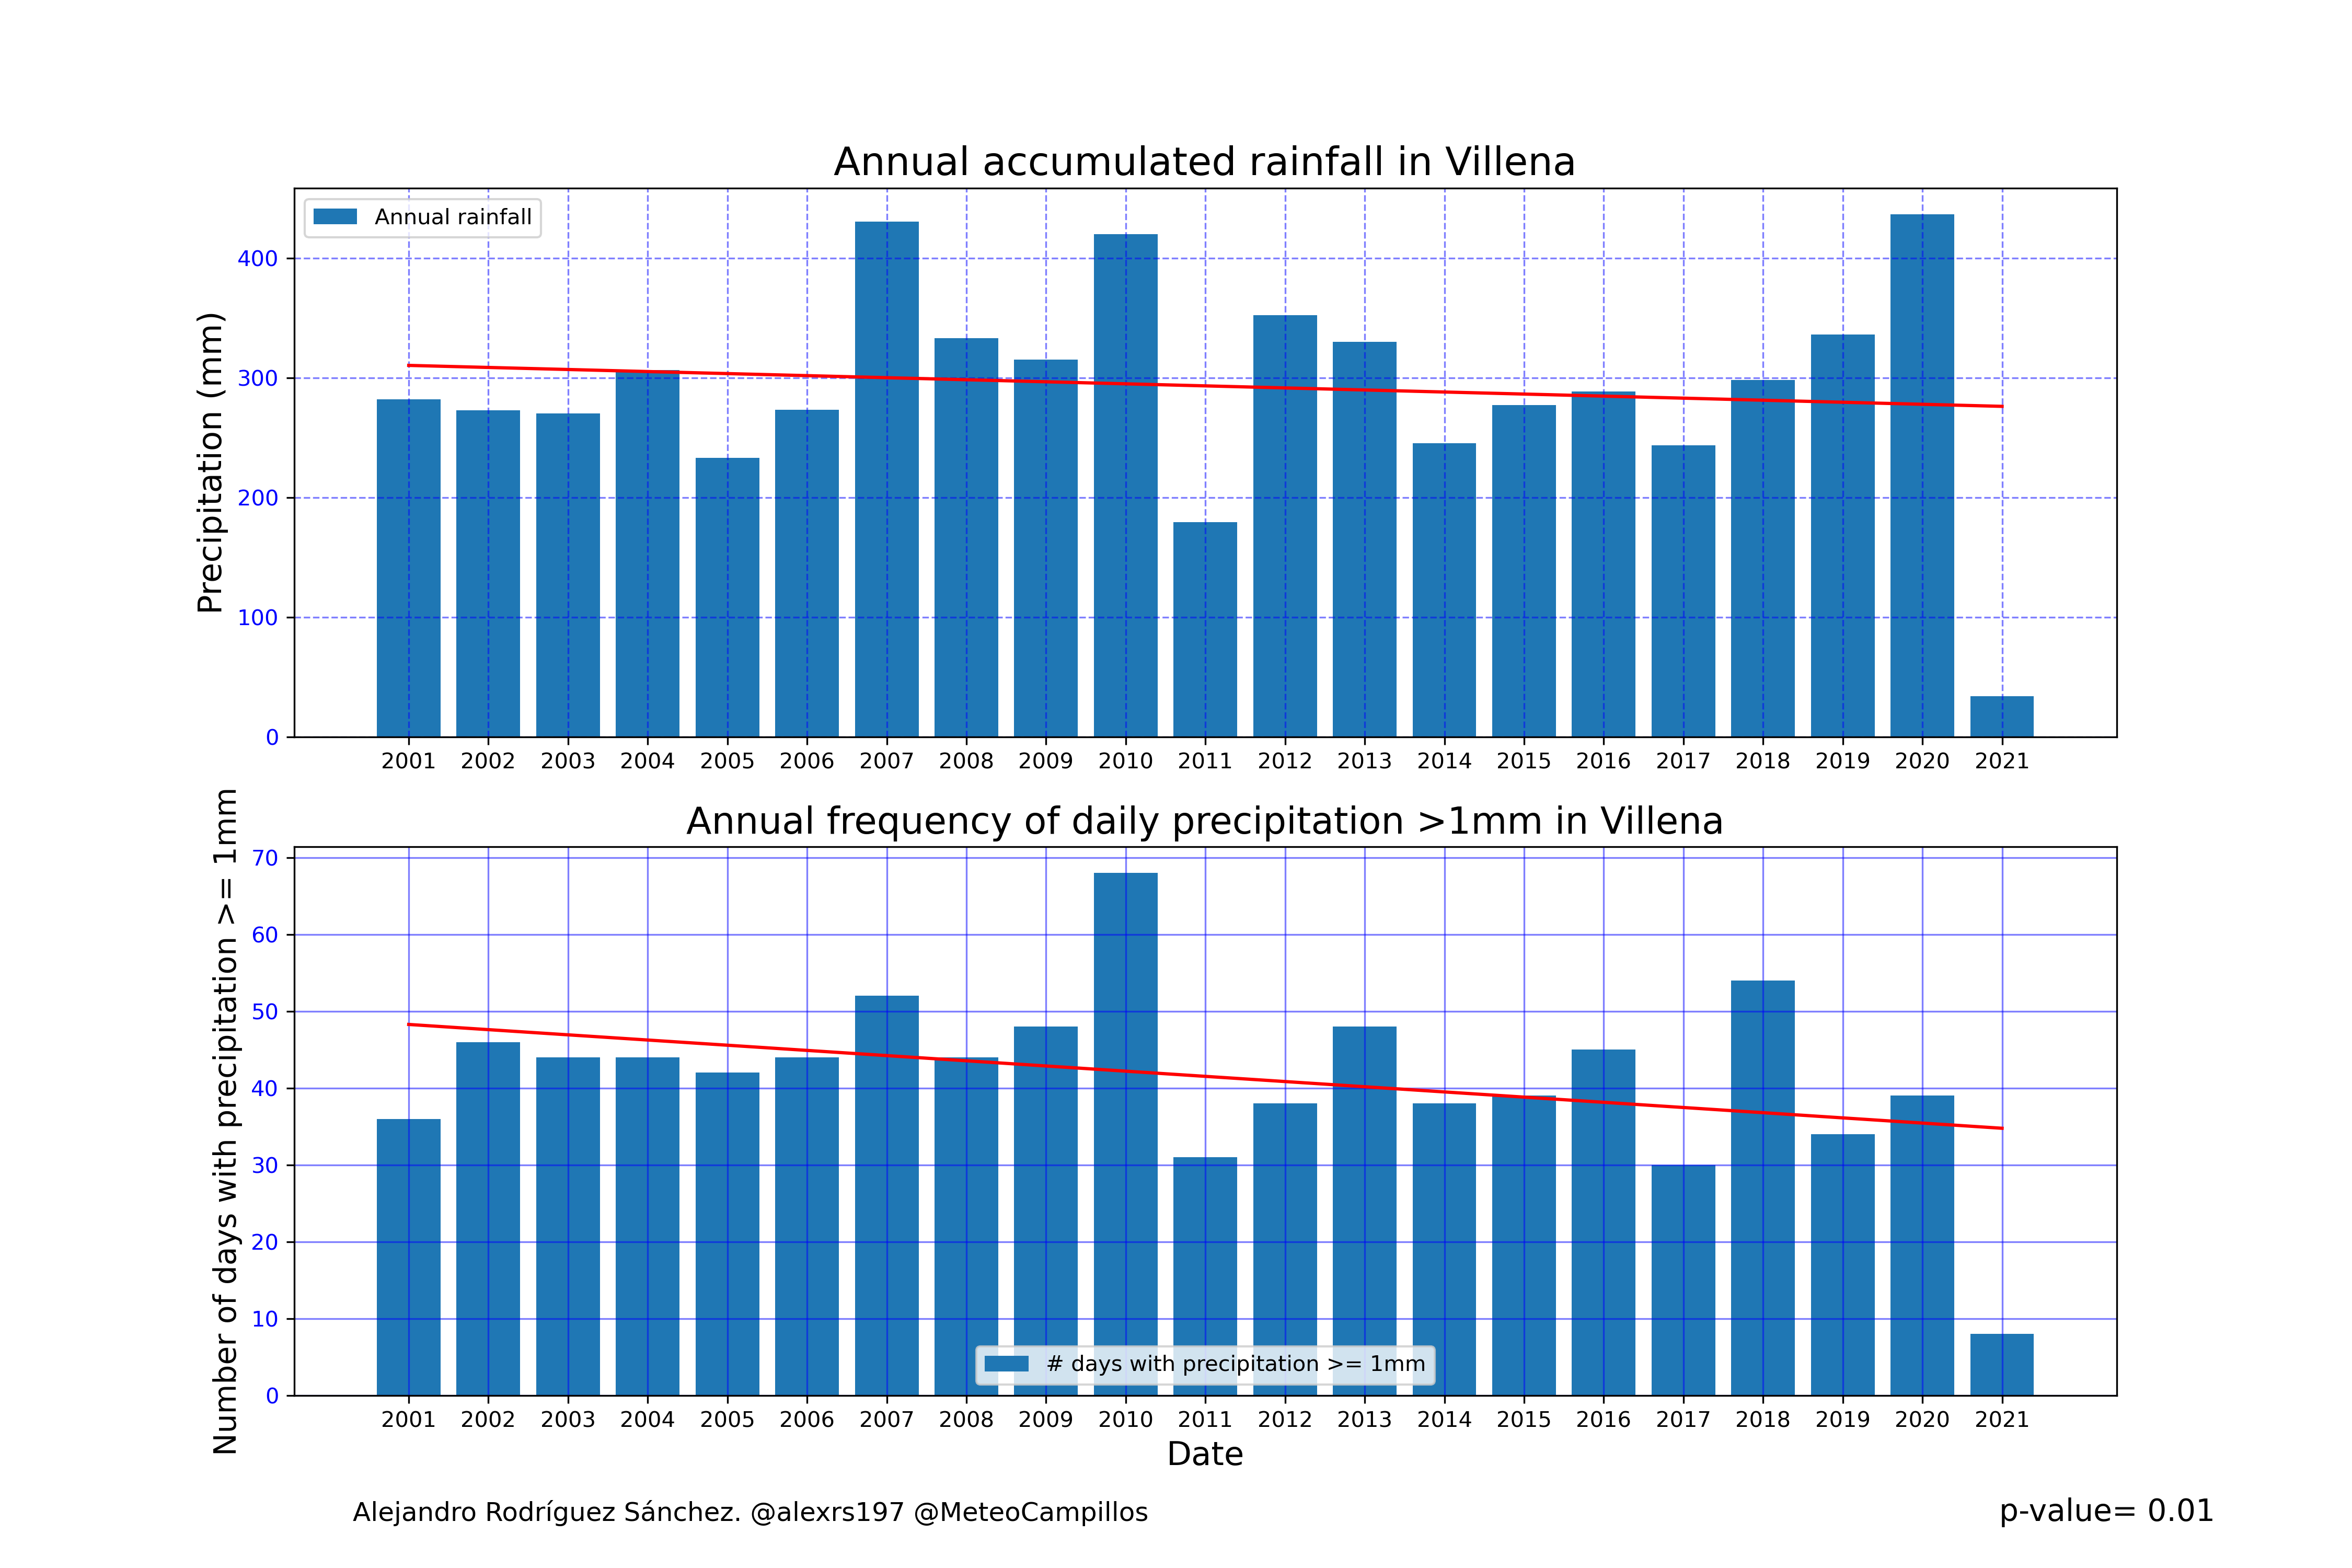 Annual accumulated rainfall in Villena
Annual rainfall
Precipitation (mm)
400
300
200
100
0
2001 2002 2003 2004 2005 2006 2007 2008 2009 2010 2011 2012 2013 2014 2015 2016 2017 2018 2019 2020 2021
Annual frequency of daily precipitation >1mm in Villena
Number of days with precipitation >= 1mm
70
60
50
40
30
20
10
0
# days with precipitation >= 1mm
2001 2002 2003 2004 2005 2006 2007 2008 2009 2010 2011 2012 2013 2014 2015 2016 2017 2018 2019 2020 2021
Date
Alejandro Rodríguez Sánchez. @alexrs197 @MeteoCampillos
p-value= 0.01